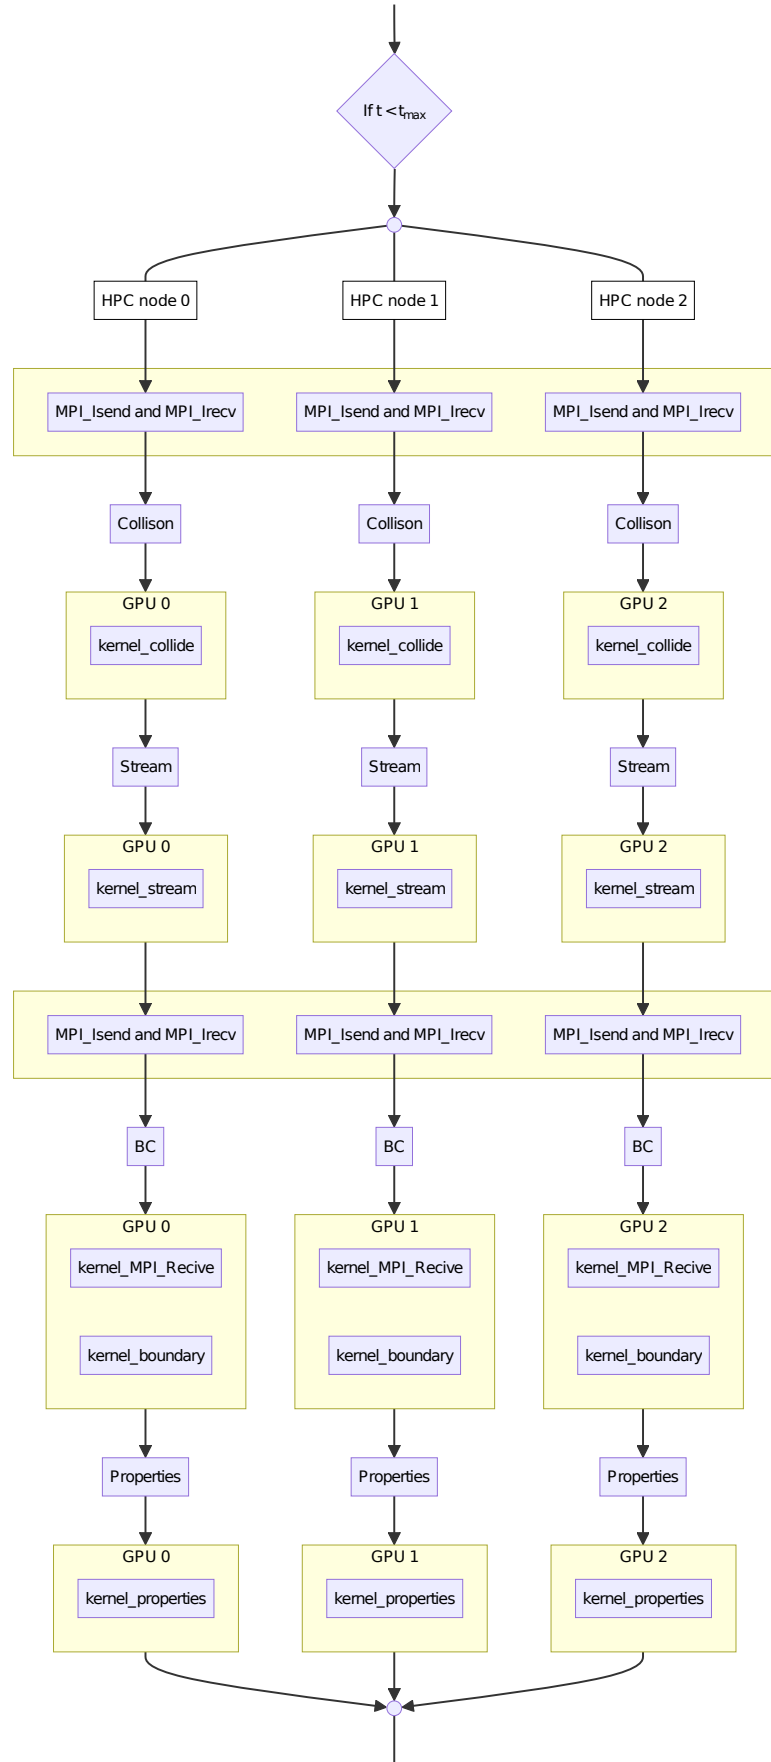 If t < tmax
HPC node 0
HPC node 1
HPC node 2
MPI_Isend and MPI_Irecv
MPI_Isend and MPI_Irecv
MPI_Isend and MPI_Irecv
Collison
Collison
Collison
GPU 0
GPU 1
GPU 2
kernel_collide
kernel_collide
kernel_collide
Stream
Stream
Stream
GPU 0
GPU 1
GPU 2
kernel_stream
kernel_stream
kernel_stream
MPI_Isend and MPI_Irecv
MPI_Isend and MPI_Irecv
MPI_Isend and MPI_Irecv
BC
BC
BC
GPU 0
GPU 1
GPU 2
kernel_MPI_Recive
kernel_MPI_Recive
kernel_MPI_Recive
kernel_boundary
kernel_boundary
kernel_boundary
Properties
Properties
Properties
GPU 0
GPU 1
GPU 2
kernel_properties
kernel_properties
kernel_properties